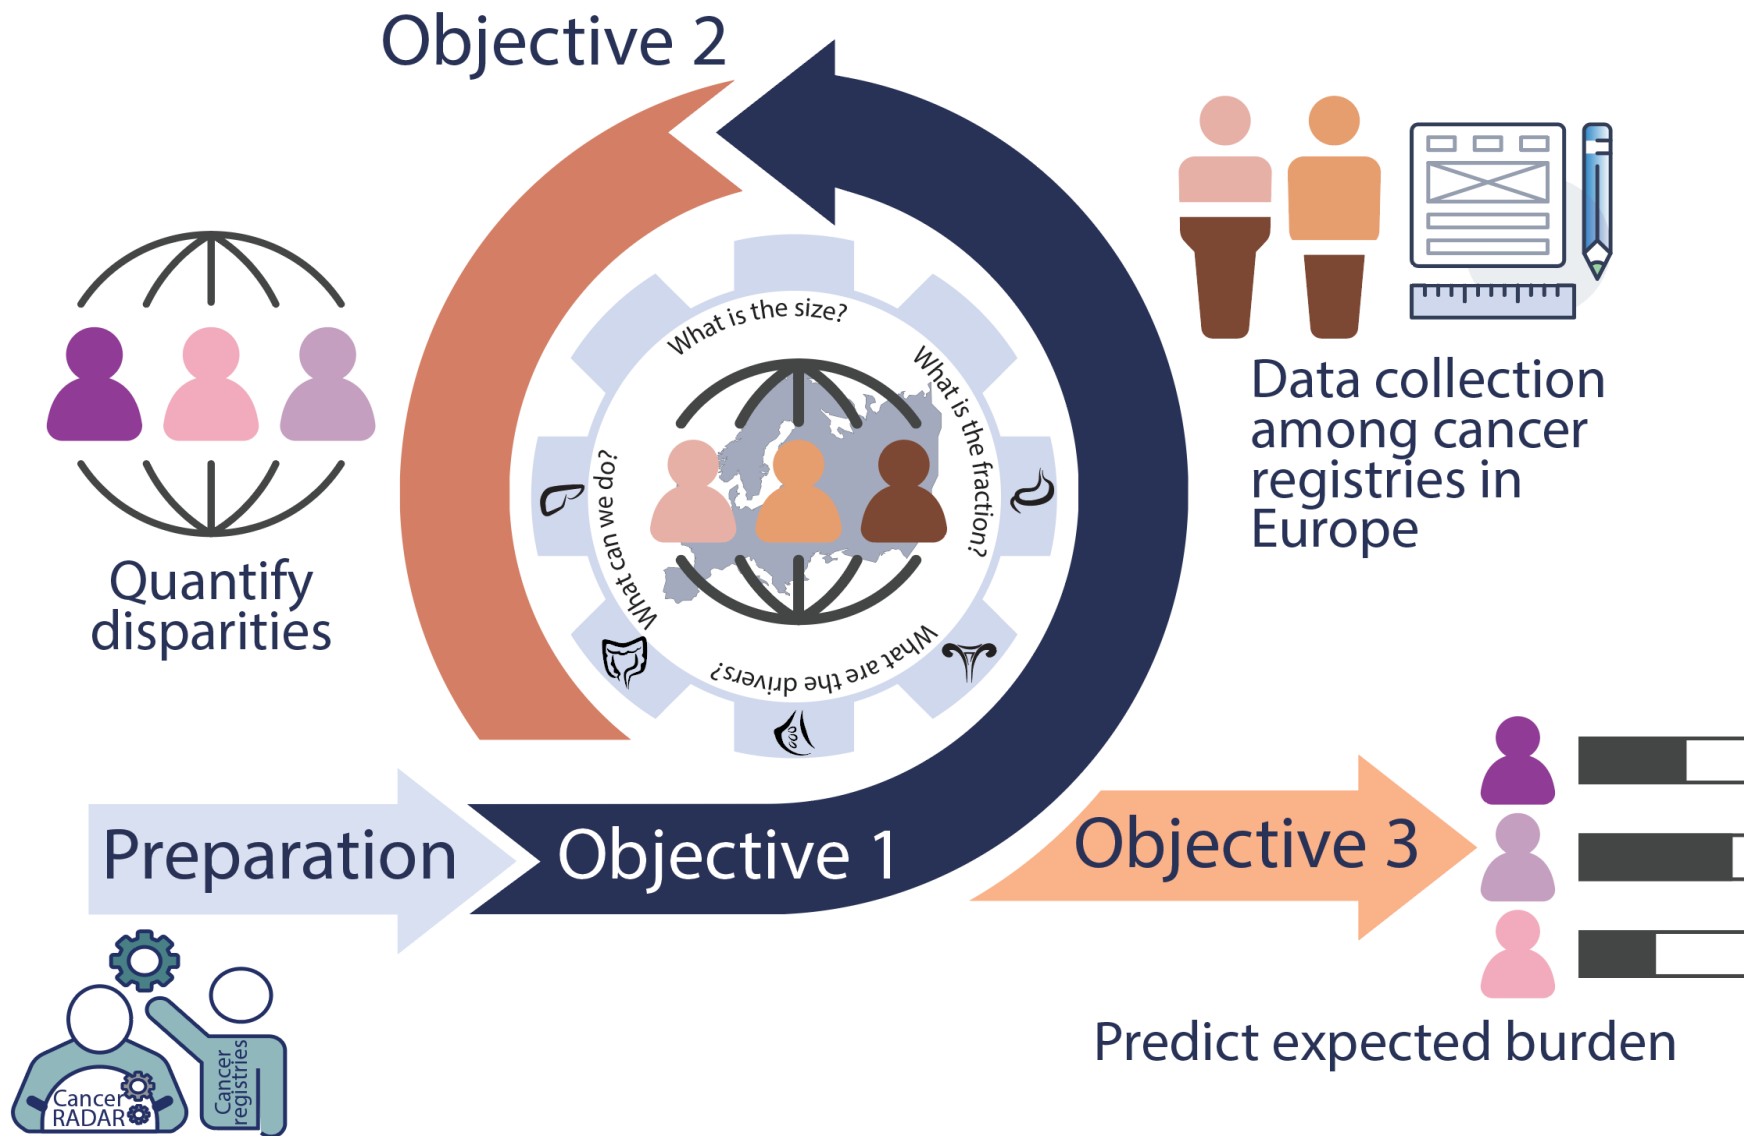 Objective 2
What is the size?
What is the fraction?
What are the drivers?
What can we do?
Data collection
among cancer
registries in
Europe
Quantify
disparities
Preparation
Objective 1
Objective 3
Cancer
RADAR
Cancer
registries
Predict expected burden